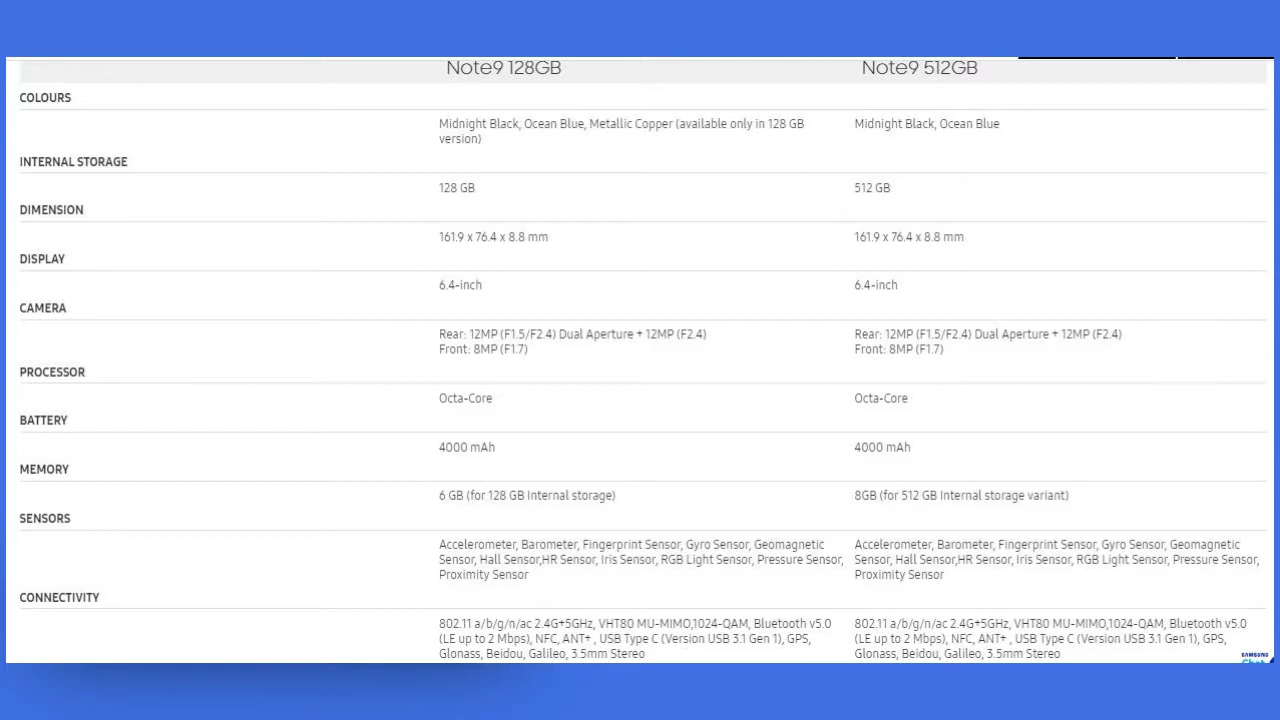 Note9 128GB Note9 512GB
COLOURS
Midnight Black, Ocean Blue, Metallic Copper (available only in 128 GB Midnight Black, Ocean Blue
version)
INTERNAL STORAGE
128 GB 512 GB
DIMENSION
161.9 x 76.4 x 8.8 mm 161.9 x 76.4 x 8.8 mm
DISPLAY
6.4-inch 6.4-inch
CAMERA
Rear: 12MP (F1.5/F2.4) Dual Aperture + 12MP (F2.4) Rear: 12MP (F1.5/F2.4) Dual Aperture + 12MP (F2.4)
Front: 8MP (F1.7) Front: 8MP (F1.7)
PROCESSOR
Octa-Core Octa-Core
BATTERY
4000 mAh 4000 mAh
MEMORY
6 GB (for 128 GB Internal storage) 8GB (for 512 GB Internal storage variant)
SENSORS
Accelerometer, Barometer, Fingerprint Sensor, Gyro Sensor, Geomagnetic Accelerometer, Barometer, Fingerprint Sensor, Gyro Sensor, Geomagnetic
Sensor, Hall Sensor,HR Sensor, Iris Sensor, RGB Light Sensor, Pressure Sensor, Sensor, Hall Sensor,HR Sensor, Iris Sensor, RGB Light Sensor, Pressure Sensor,
Proximity Sensor Proximity Sensor
CONNECTIVITY
802.11 a/b/g/n/ac 2.4G+5GHz, VHT80 MU-MIMO,1024-QAM, Bluetooth v5.0 802.11 a/b/g/n/ac 2.4G+5GHz, VHT80 MU-MIMO,1024-QAM, Bluetooth v5.0
(LE up to 2 Mbps), NFC, ANT+ , USB Type C (Version USB 3.1 Gen 1), GPS, (LE up to 2 Mbps), NFC, ANT+ , USB Type C (Version USB 3.1 Gen 1), GPS,
Glonass, Beidou, Galileo, 3.5mm Stereo Glonass, Beidou, Galileo, 3.5mm Stereo
SAMSUNG